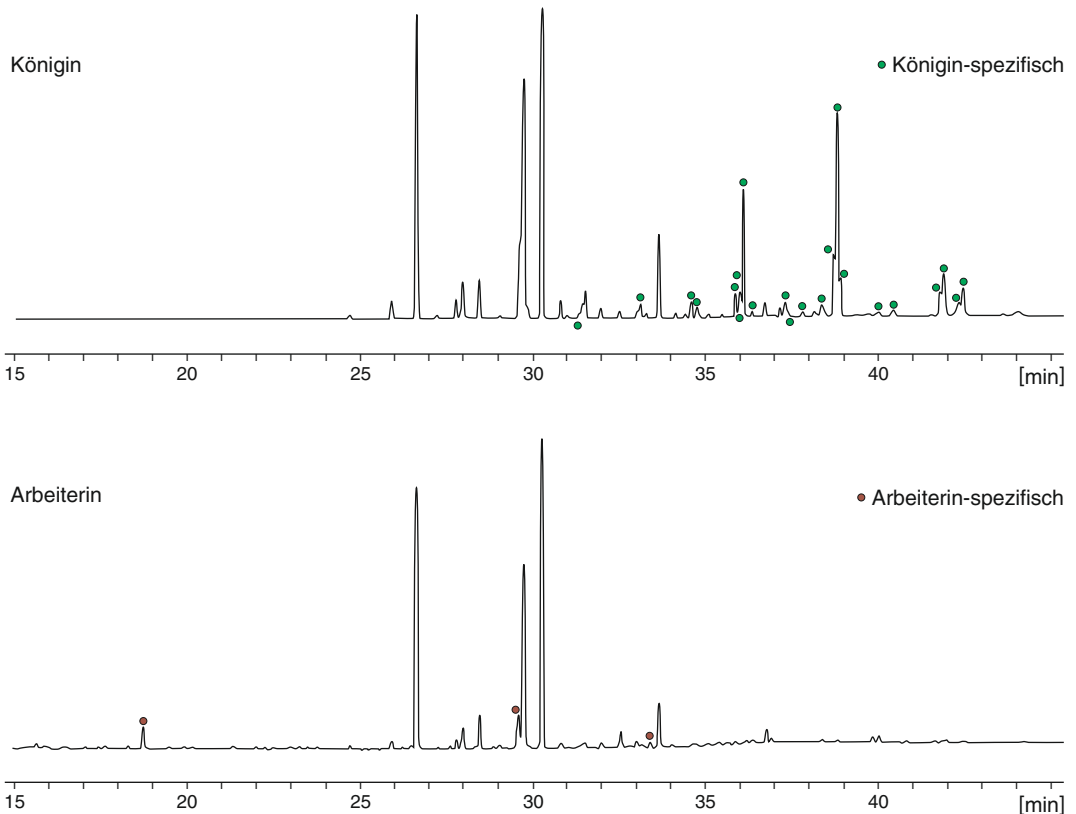 Königin
Königin-spezifisch
15 20 25 30 35 40 [min]
Arbeiterin
Arbeiterin-spezifisch
15 20 25 30 35 40 [min]